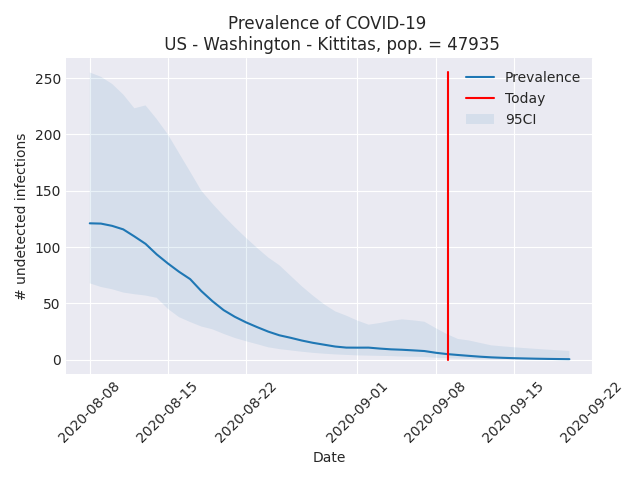 Prevalence of COVID-19
US - Washington - Kittitas, pop. = 47935
Prevalence
Today
95CI
250
200
150
100
50
0
# undetected infections
2020-08-08
2020-08-15
2020-08-22
2020-09-01
2020-09-08
2020-09-15
2020-09-22
Date